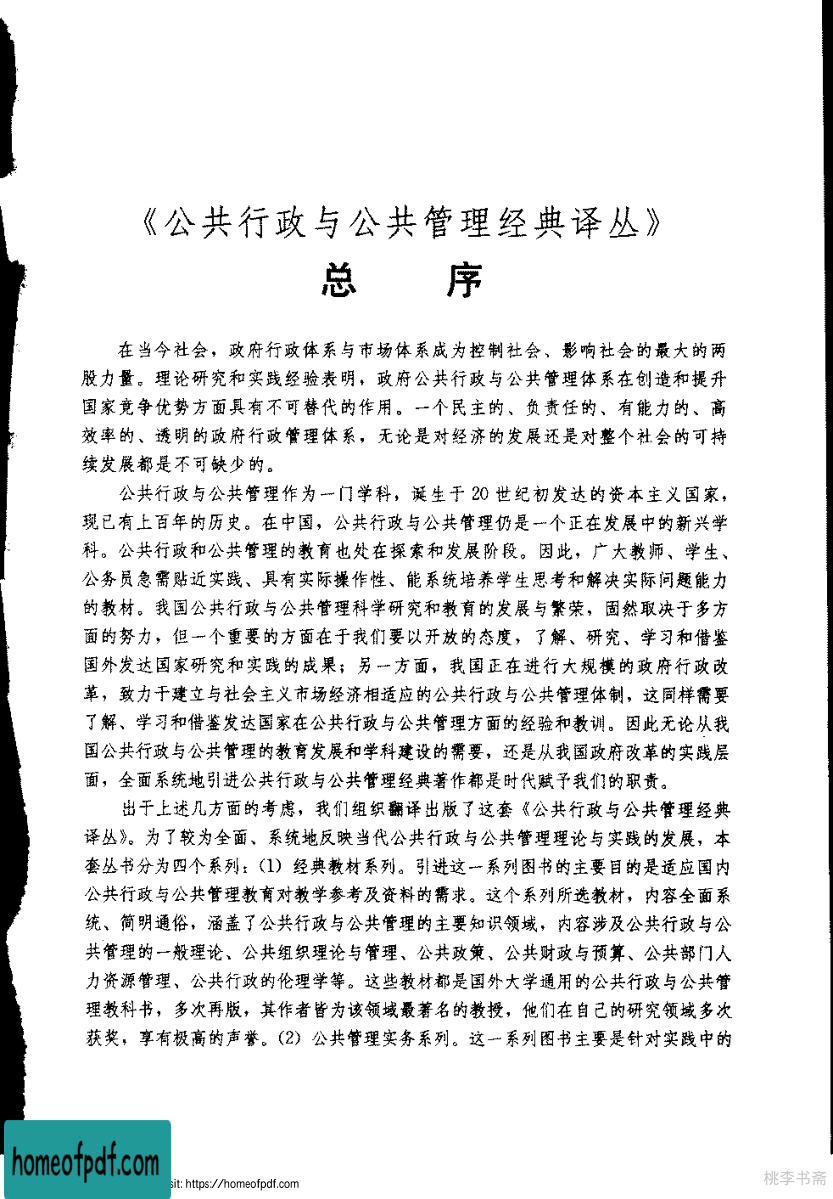 《公共行政与公共管理经典译丛》
总 序
在当今社会，政府行政体系与市场体系成为控制社会、影响社会的最大的两
股力量。理论研究和实践经验表明，政府公共行政与公共管理体系在创造和提升
国家竞争优势方面具有不可替代的作用。一个民主的、负责任的、有能力的、高
效率的、透明的政府行政管理体系，无论是对经济的发展还是对整个社会的可持
续发展都是不可缺少的。
公共行政与公共管理作为一门学科，诞生于 20 世纪初发达的资本主义国家，
现已有上百年的历史。在中国，公共行政与公共管理仍是一个正在发展中的新兴学
科。公共行政和公共管理的教育也处在探索和发展阶段。因此，广大教师、学生、
公务员急需贴近实践、具有实际操作性、能系统培养学生思考和解决实际问题能力
的教材。我国公共行政与公共管理科学研究和教育的发展与繁荣，固然取决于多方
面的努力，但一个重要的方面在于我们要以开放的态度，了解、研究、学习和借鉴
国外发达国家研究和实践的成果；另一方面，我国正在进行大规模的政府行政改
革，致力于建立与社会主义市场经济相适应的公共行政与公共管理体制，这同样需要
了解、学习和借鉴发达国家在公共行政与公共管理方面的经验和教训。因此无论从我
国公共行政与公共管理的教育发展和学科建设的需要，还是从我国政府改革的实践层
面，全面系统地引进公共行政与公共管理经典著作都是时代赋予我们的职责。
出于上述几方面的考虑，我们组织翻译出版了这套《公共行政与公共管理经典
译丛》。为了较为全面、系统地反映当代公共行政与公共管理理论与实践的发展，本
套丛书分为四个系列：(1) 经典教材系列。引进这一系列图书的主要目的是适应国内
公共行政与公共管理教育对教学参考及资料的需求。这个系列所选教材，内容全面系
统、简明通俗，涵盖了公共行政与公共管理的主要知识领域，内容涉及公共行政与公
共管理的一般理论、公共组织理论与管理、公共政策、公共财政与预算、公共部门人
力资源管理、公共行政的伦理学等。这些教材都是国外大学通用的公共行政与公共管
理教科书，多次再版，其作者皆为该领域最著名的教授，他们在自己的研究领域多次
获奖，享有极高的声誉。(2) 公共管理实务系列。这一系列图书主要是针对实践中的
homeofpdf.com
sit: https://homeofpdf.com
桃李书斋